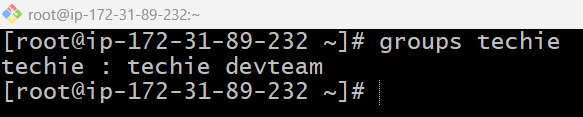 root@ip-172-31-89-232:~
[root@ip-172-31-89-232 ~]# groups techie
techie : techie devteam
[root@ip-172-31-89-232 ~]#